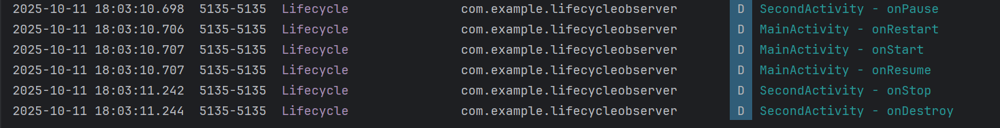 2025-10-11 18:03:10.698 5135-5135 Lifecycle com.example.lifecycleobserver D SecondActivity - onPause
2025-10-11 18:03:10.706 5135-5135 Lifecycle com.example.lifecycleobserver D MainActivity - onRestart
2025-10-11 18:03:10.707 5135-5135 Lifecycle com.example.lifecycleobserver D MainActivity - onStart
2025-10-11 18:03:10.707 5135-5135 Lifecycle com.example.lifecycleobserver D MainActivity - onResume
2025-10-11 18:03:11.242 5135-5135 Lifecycle com.example.lifecycleobserver D SecondActivity - onStop
2025-10-11 18:03:11.244 5135-5135 Lifecycle com.example.lifecycleobserver D SecondActivity - onDestroy